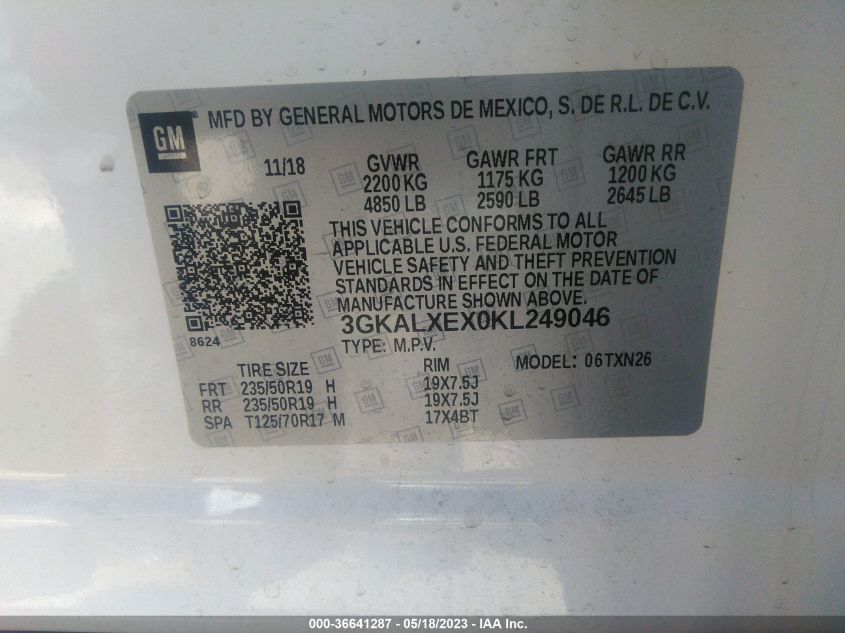 GM
MFD BY GENERAL MOTORS DE MEXICO, S. DE R.L. DE C.V.
11/18 GVWR GAWR FRT GAWR RR
2200 KG 1175 KG 1200 KG
4850 LB 2590 LB 2645 LB
THIS VEHICLE CONFORMS TO ALL
APPLICABLE U.S. FEDERAL MOTOR
VEHICLE SAFETY AND THEFT PREVENTION
STANDARDS IN EFFECT ON THE DATE OF
MANUFACTURE SHOWN ABOVE.
8624
3GKALXEX0KL249046
TYPE: M.P.V. MODEL: 06TXN26
TIRE SIZE RIM
FRT 235/50R19 H 19X7.5J
RR 235/50R19 H 19X7.5J
SPA T125/70R17 M 17X4BT
000-36641287 - 05/18/2023 - IAA Inc.